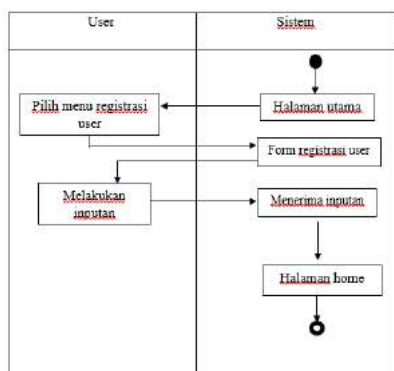 User
Sistem
Halaman utama
Pilih menu registrasi
user
Form registrasi user
Melakukan
inputan
Menerima inputan
Halaman home